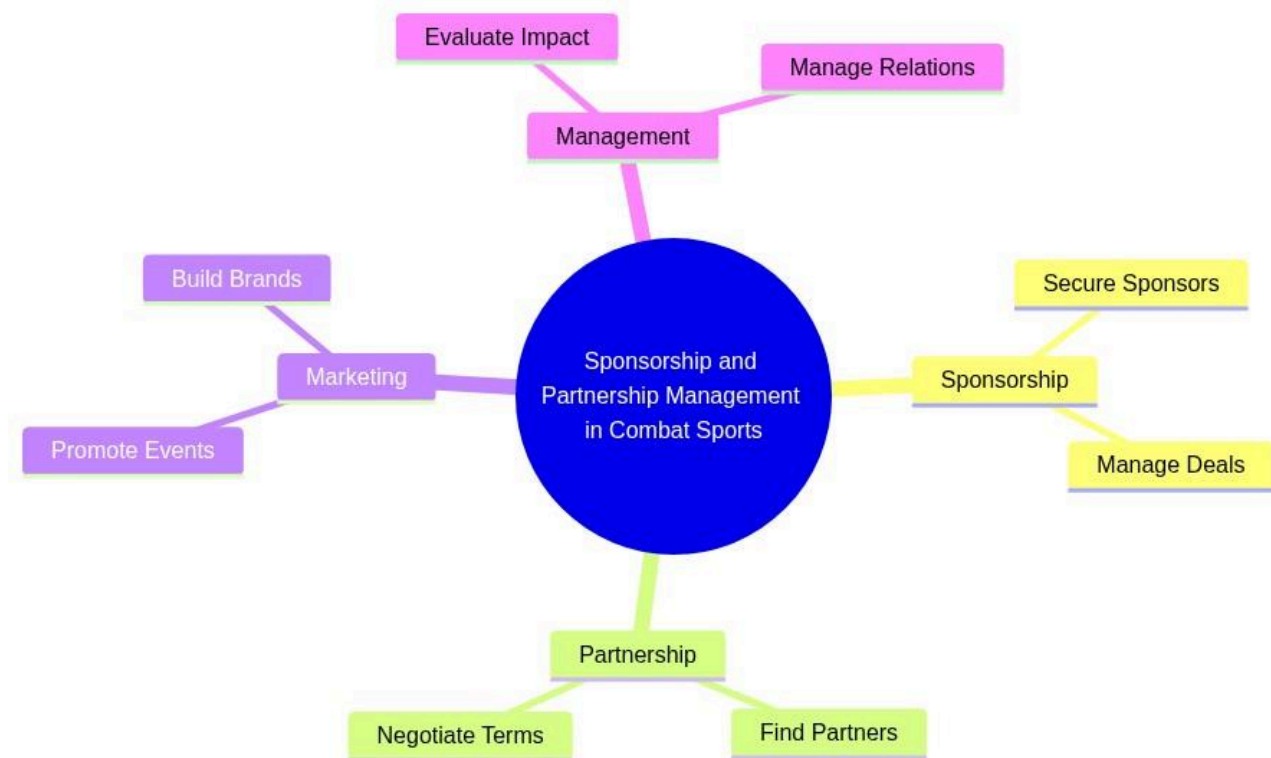 Evaluate Impact
Manage Relations
Management
Build Brands
Marketing
Promote Events
Sponsorship and
Partnership Management
in Combat Sports
Secure Sponsors
Sponsorship
Manage Deals
Partnership
Negotiate Terms
Find Partners